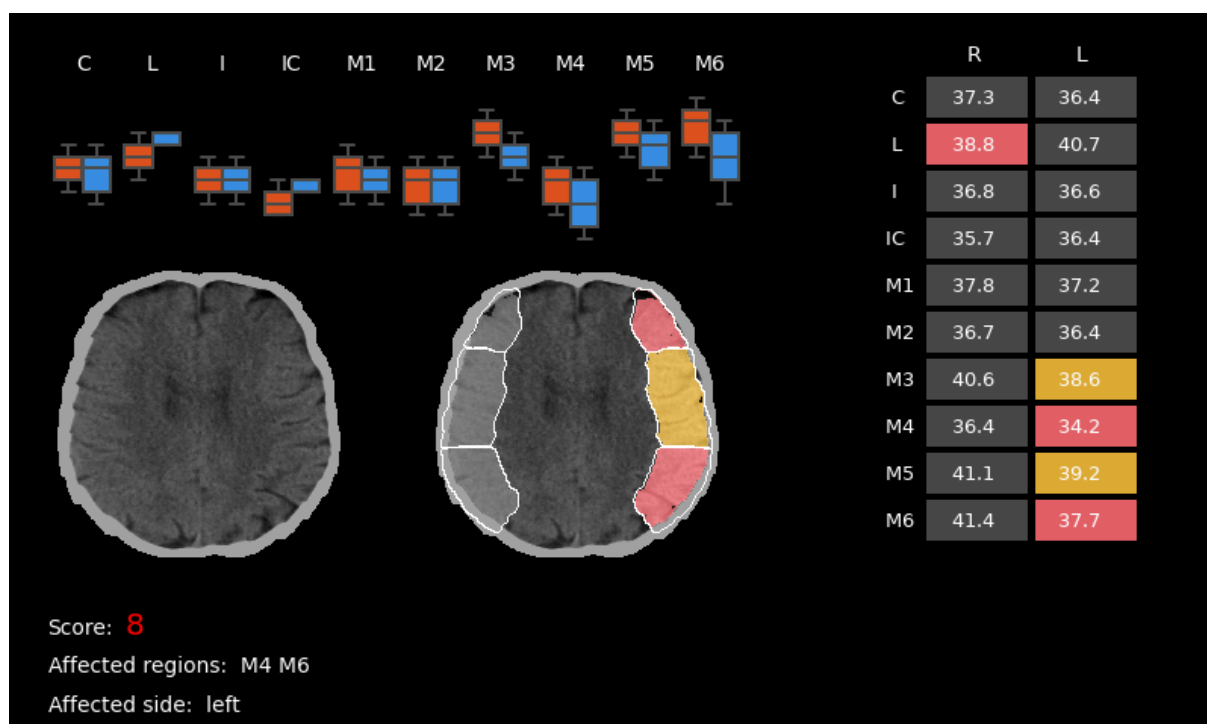 C L I IC M1 M2 M3 M4 M5 M6
R L
C 37.3 36.4
L 38.8 40.7
I 36.8 36.6
IC 35.7 36.4
M1 37.8 37.2
M2 36.7 36.4
M3 40.6 38.6
M4 36.4 34.2
M5 41.1 39.2
M6 41.4 37.7
Score: 8
Affected regions: M4 M6
Affected side: left